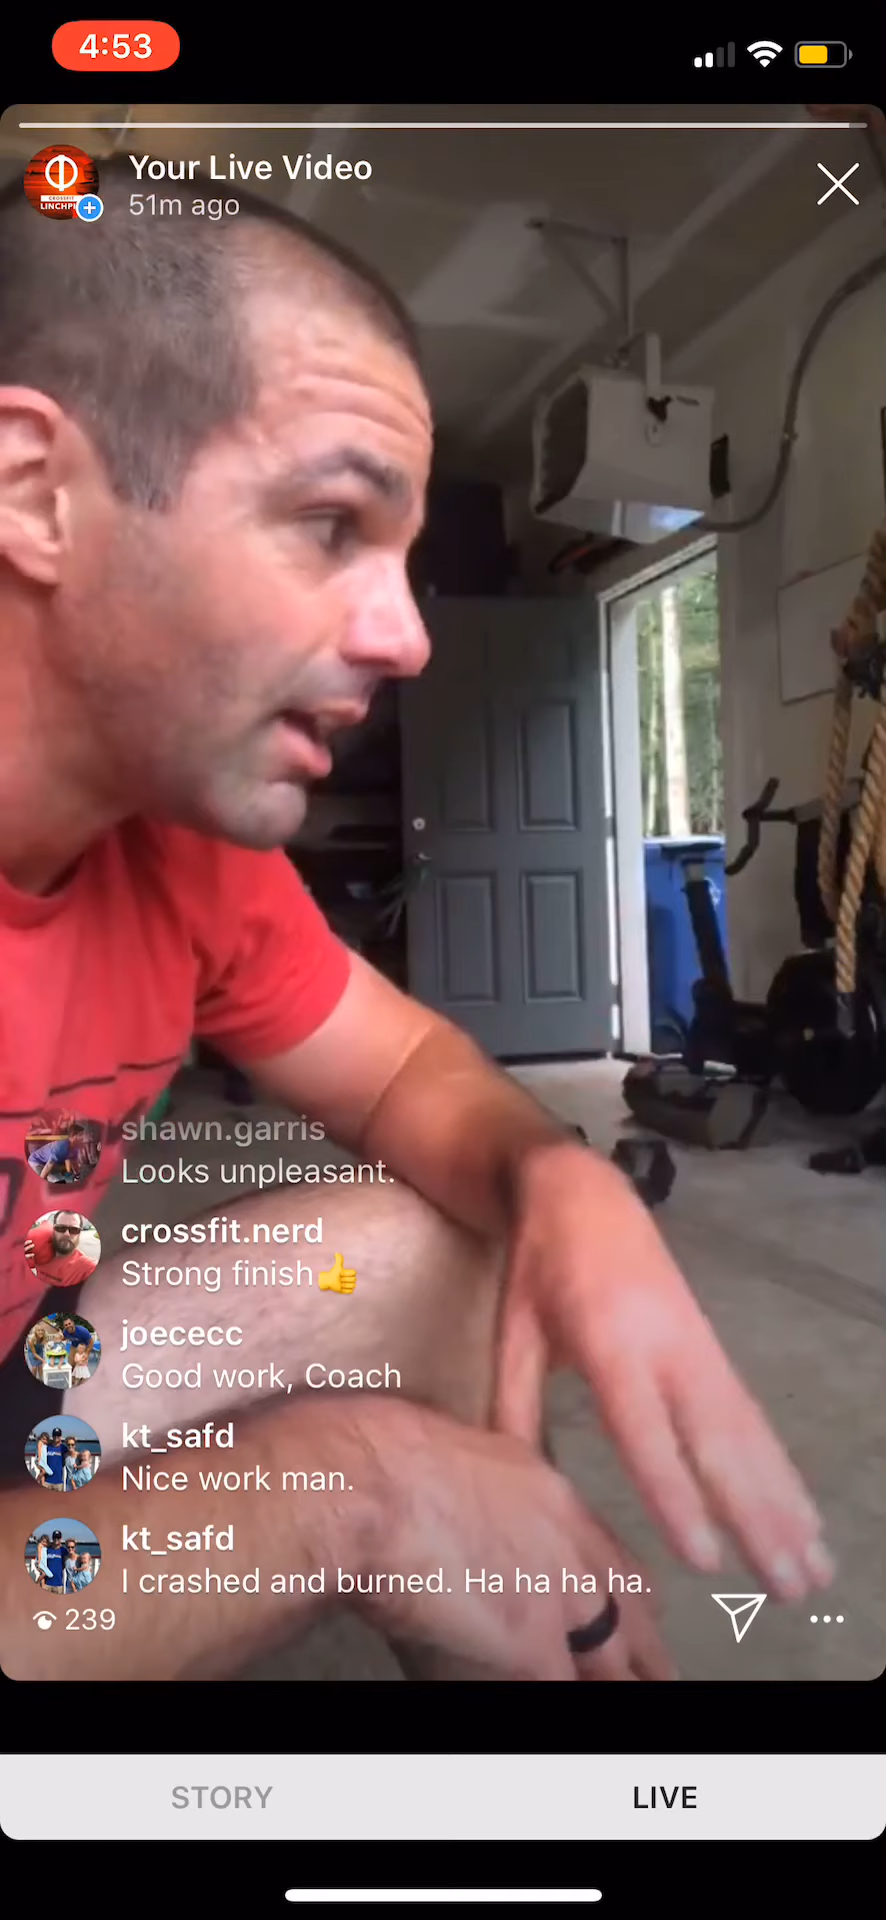 4:53
Your Live Video
51m ago
CROSSFIT
shawn.garris
Looks unpleasant.
crossfit.nerd
Strong finish👍
joececc
Good work, Coach
kt_safd
Nice work man.
kt_safd
I crashed and burned. Ha ha ha ha.
239
STORY
LIVE